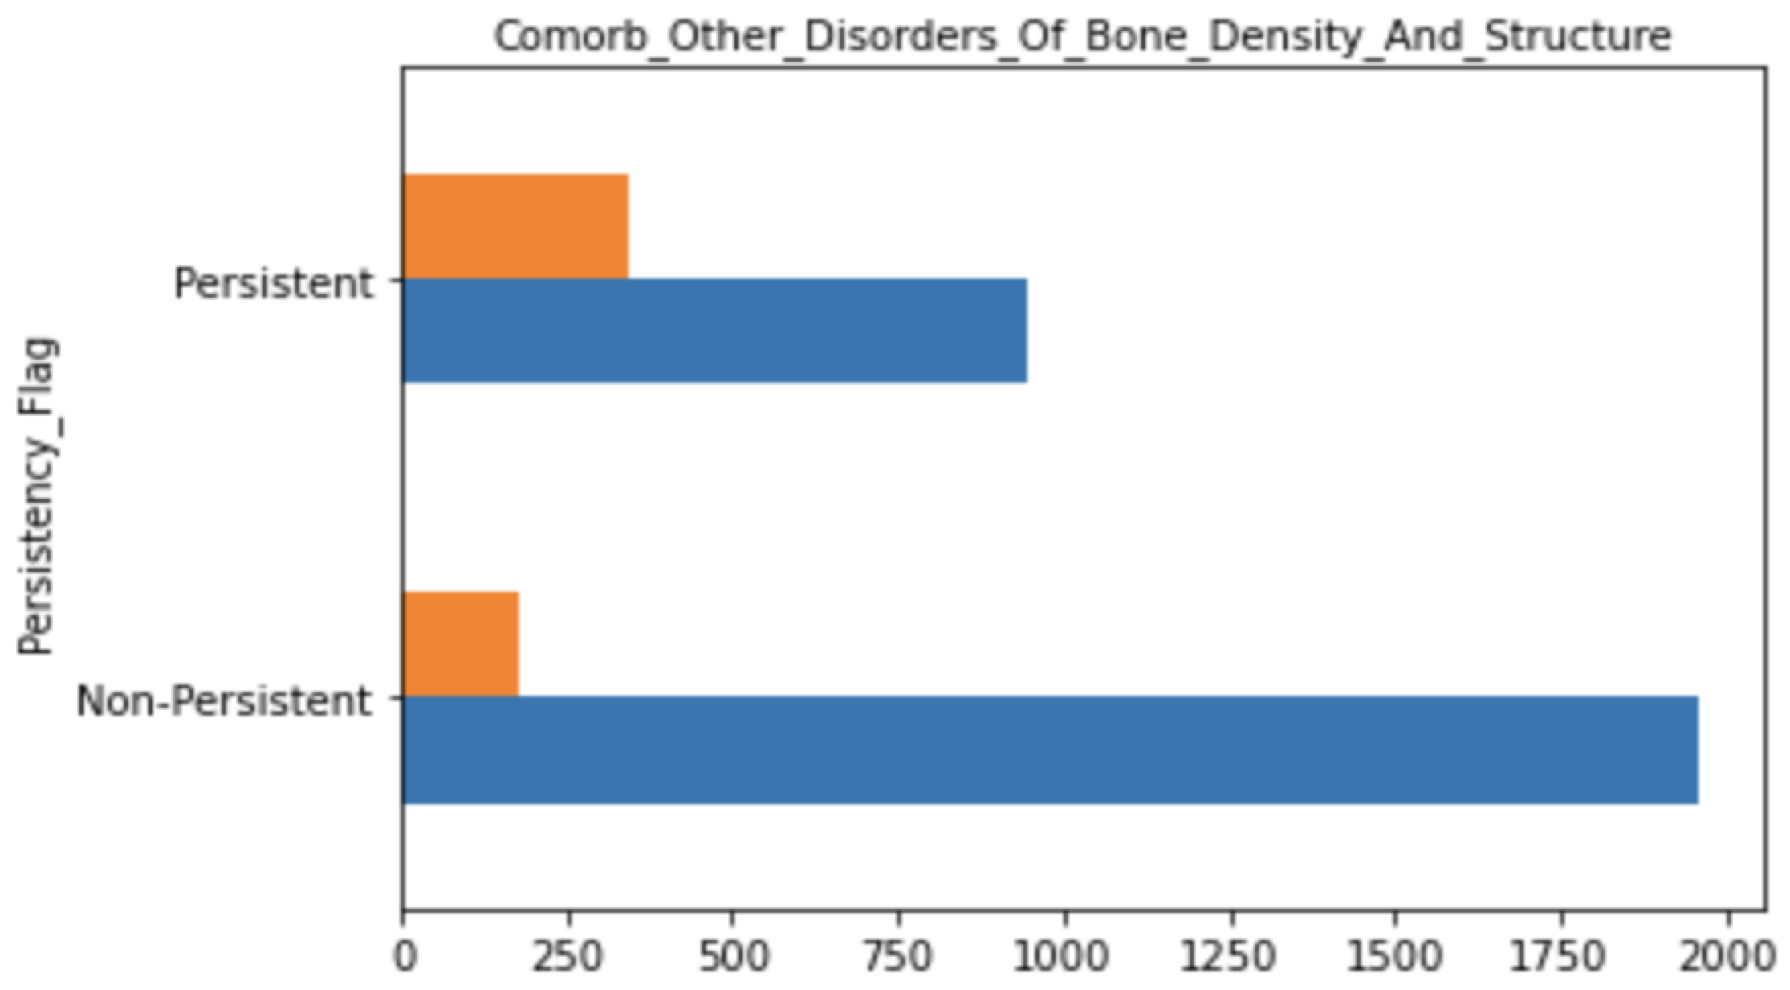 Comorb_Other_Disorders_Of_Bone_Density_And_Structure
Persistency_Flag
Persistent
Non-Persistent
0 250 500 750 1000 1250 1500 1750 2000